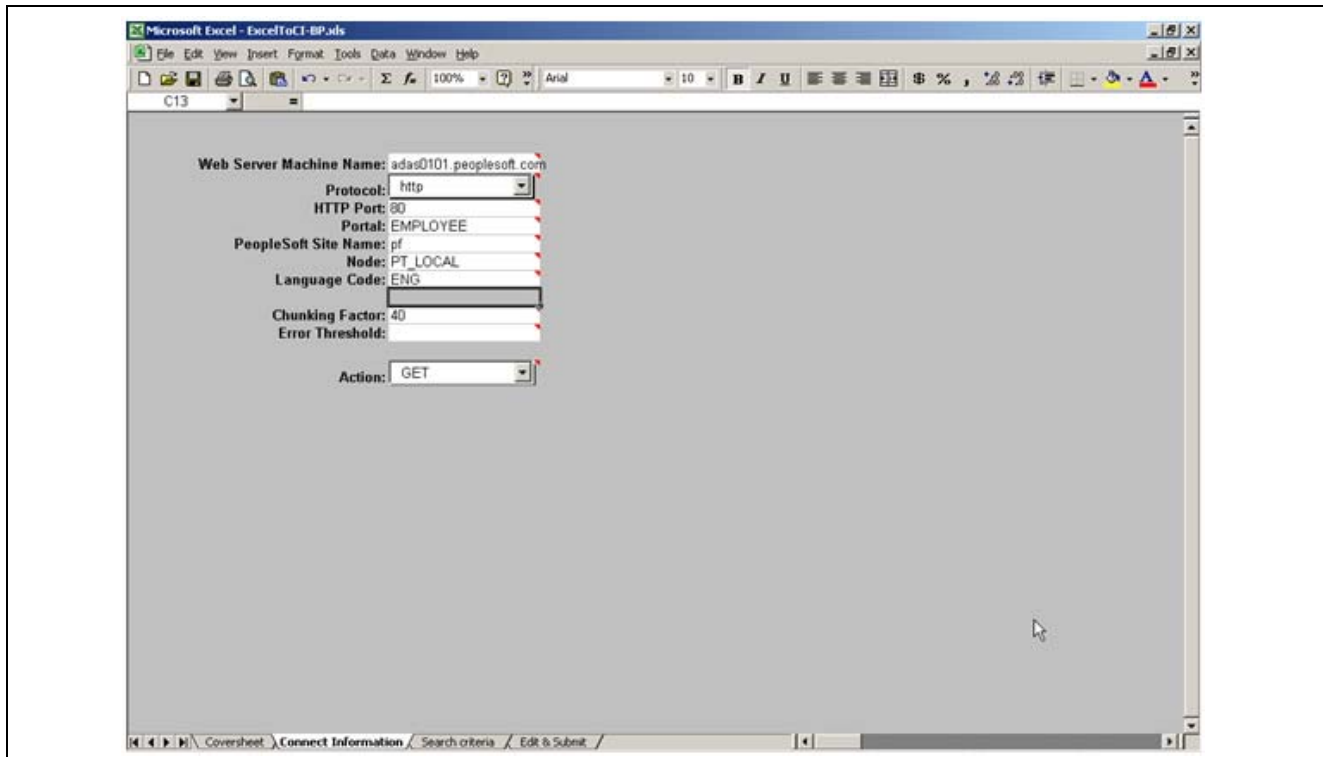 Microsoft Excel - ExcelToCI-BP.xls
File Edit View Insert Format Tools Data Window Help
Σ fx 100% Arial 10 B I U $ % ,
C13 =
Web Server Machine Name: adas0101.peoplesoft.com
Protocol: http
HTTP Port: 80
Portal: EMPLOYEE
PeopleSoft Site Name: pf
Node: PT_LOCAL
Language Code: ENG
Chunking Factor: 40
Error Threshold:
Action: GET
Coversheet Connect Information Search criteria Edit & Submit